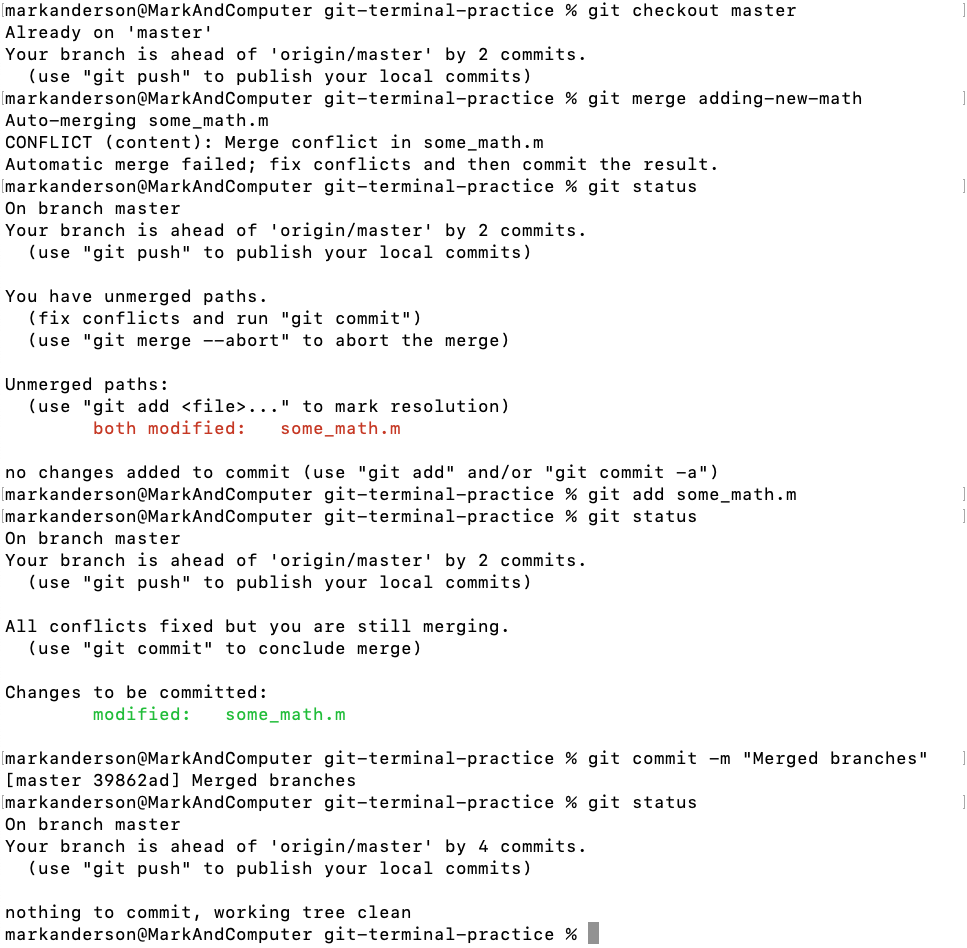 [markanderson@MarkAndComputer git-terminal-practice % git checkout master ]
Already on 'master'
Your branch is ahead of 'origin/master' by 2 commits.
  (use "git push" to publish your local commits)
[markanderson@MarkAndComputer git-terminal-practice % git merge adding-new-math ]
Auto-merging some_math.m
CONFLICT (content): Merge conflict in some_math.m
Automatic merge failed; fix conflicts and then commit the result.
[markanderson@MarkAndComputer git-terminal-practice % git status ]
On branch master
Your branch is ahead of 'origin/master' by 2 commits.
  (use "git push" to publish your local commits)

You have unmerged paths.
  (fix conflicts and run "git commit")
  (use "git merge --abort" to abort the merge)

Unmerged paths:
  (use "git add <file>..." to mark resolution)
        both modified:   some_math.m

no changes added to commit (use "git add" and/or "git commit -a")
[markanderson@MarkAndComputer git-terminal-practice % git add some_math.m ]
[markanderson@MarkAndComputer git-terminal-practice % git status ]
On branch master
Your branch is ahead of 'origin/master' by 2 commits.
  (use "git push" to publish your local commits)

All conflicts fixed but you are still merging.
  (use "git commit" to conclude merge)

Changes to be committed:
        modified:   some_math.m

[markanderson@MarkAndComputer git-terminal-practice % git commit -m "Merged branches" ]
[master 39862ad] Merged branches
[markanderson@MarkAndComputer git-terminal-practice % git status ]
On branch master
Your branch is ahead of 'origin/master' by 4 commits.
  (use "git push" to publish your local commits)

nothing to commit, working tree clean
markanderson@MarkAndComputer git-terminal-practice %